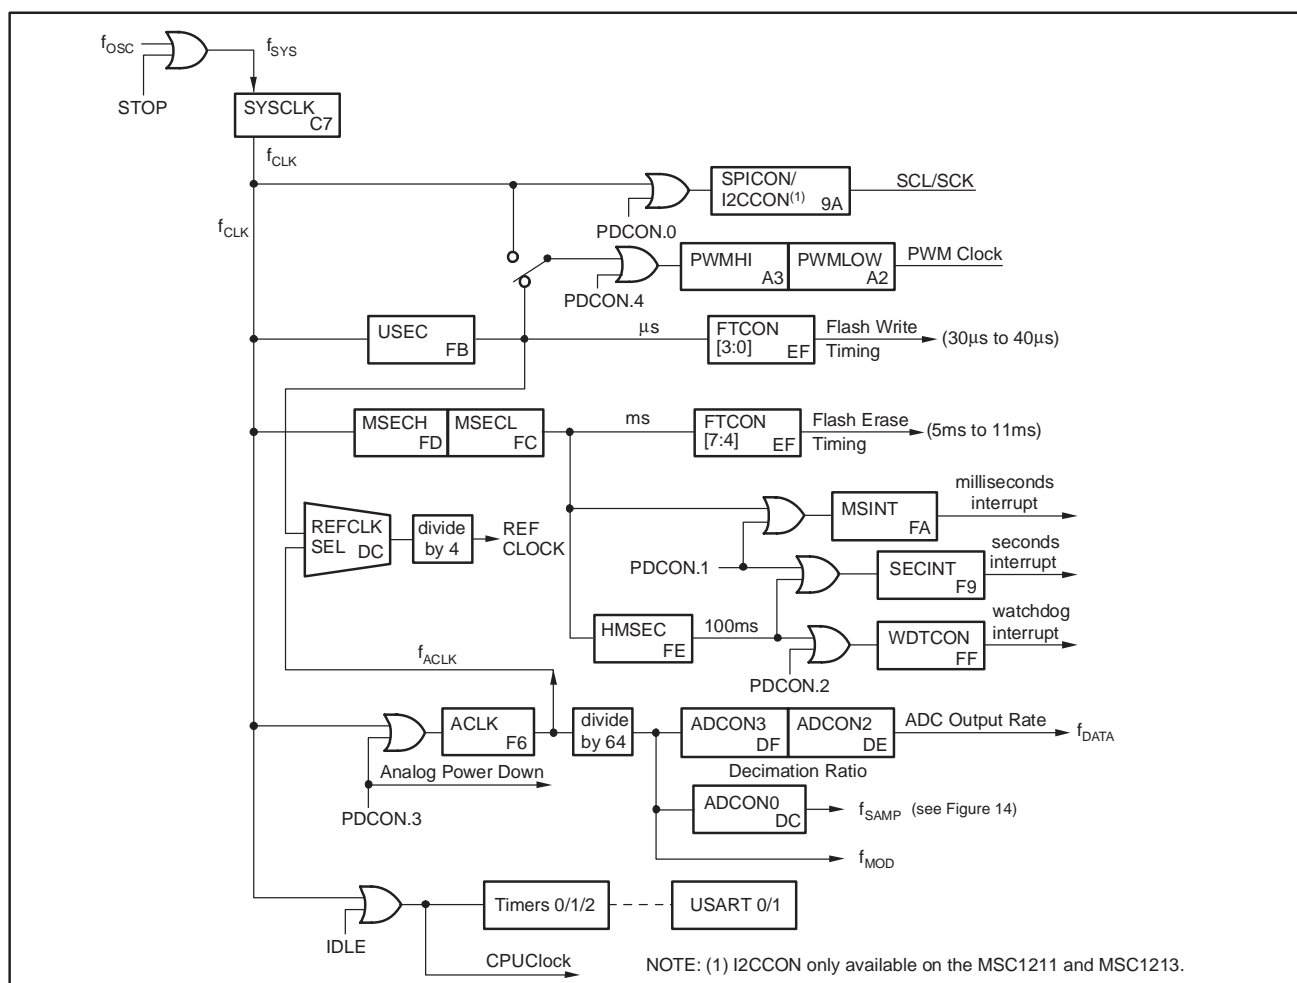 fOSC
fSYS
STOP
SYSCLK
C7
fCLK
fCLK
SPICON/
I2CCON(1)
9A
SCL/SCK
PDCON.0
PWMHI
A3
PWMLOW
A2
PWM Clock
PDCON.4
USEC
FB
µs
FTCON
[3:0]
EF
Flash Write
Timing
(30µs to 40µs)
MSECH
FD
MSECL
FC
ms
FTCON
[7:4]
EF
Flash Erase
Timing
(5ms to 11ms)
milliseconds
interrupt
MSINT
FA
REFCLK
SEL
DC
divide
by 4
REF
CLOCK
PDCON.1
seconds
interrupt
SECINT
F9
HMSEC
FE
100ms
watchdog
interrupt
WDTCON
FF
PDCON.2
fACLK
ACLK
F6
divide
by 64
ADCON3
DF
ADCON2
DE
ADC Output Rate
fDATA
Analog Power Down
Decimation Ratio
PDCON.3
ADCON0
DC
fSAMP (see Figure 14)
fMOD
Timers 0/1/2
USART 0/1
IDLE
CPUClock
NOTE: (1) I2CCON only available on the MSC1211 and MSC1213.